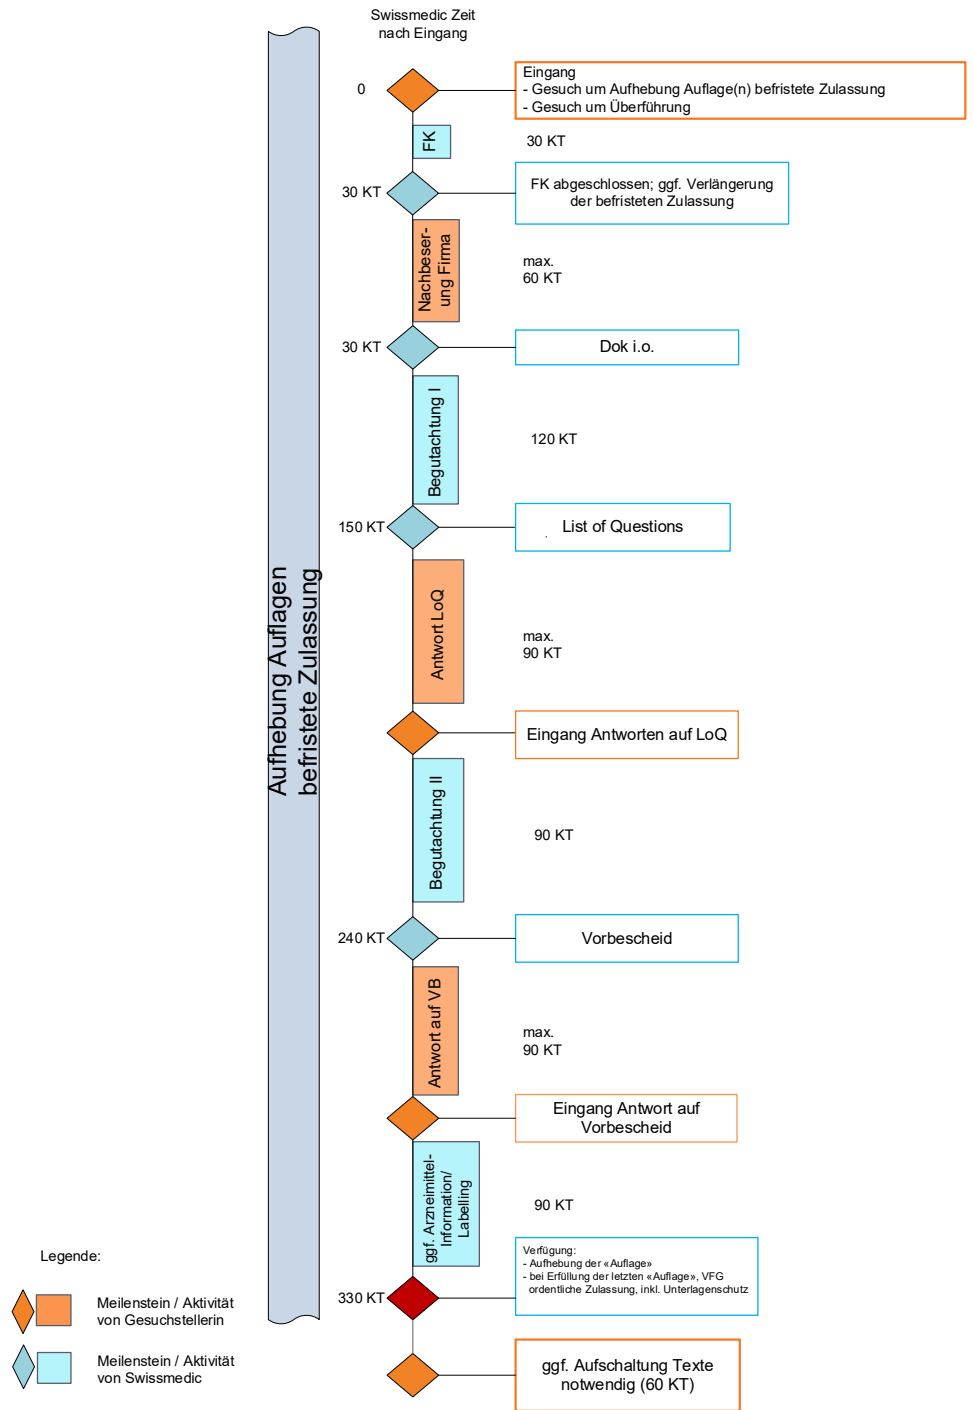 Swissmedic Zeit
nach Eingang
0
Eingang
- Gesuch um Aufhebung Auflage(n) befristete Zulassung
- Gesuch um Überführung
FK
30 KT
30 KT
FK abgeschlossen; ggf. Verlängerung
der befristeten Zulassung
Nachbeser-
ung Firma
max.
60 KT
30 KT
Dok i.o.
Begutachtung I
120 KT
150 KT
List of Questions
.
Aufhebung Auflagen
befristete Zulassung
Antwort LoQ
max.
90 KT
Eingang Antworten auf LoQ
Begutachtung II
90 KT
240 KT
Vorbescheid
Antwort auf VB
max.
90 KT
Eingang Antwort auf
Vorbescheid
ggf. Arzneimittel-
Information/
Labelling
90 KT
330 KT
Verfügung:
- Aufhebung der «Auflage»
- bei Erfüllung der letzten «Auflage», VFG
ordentliche Zulassung, inkl. Unterlagenschutz
ggf. Aufschaltung Texte
notwendig (60 KT)
Legende:
Meilenstein / Aktivität
von Gesuchstellerin
Meilenstein / Aktivität
von Swissmedic